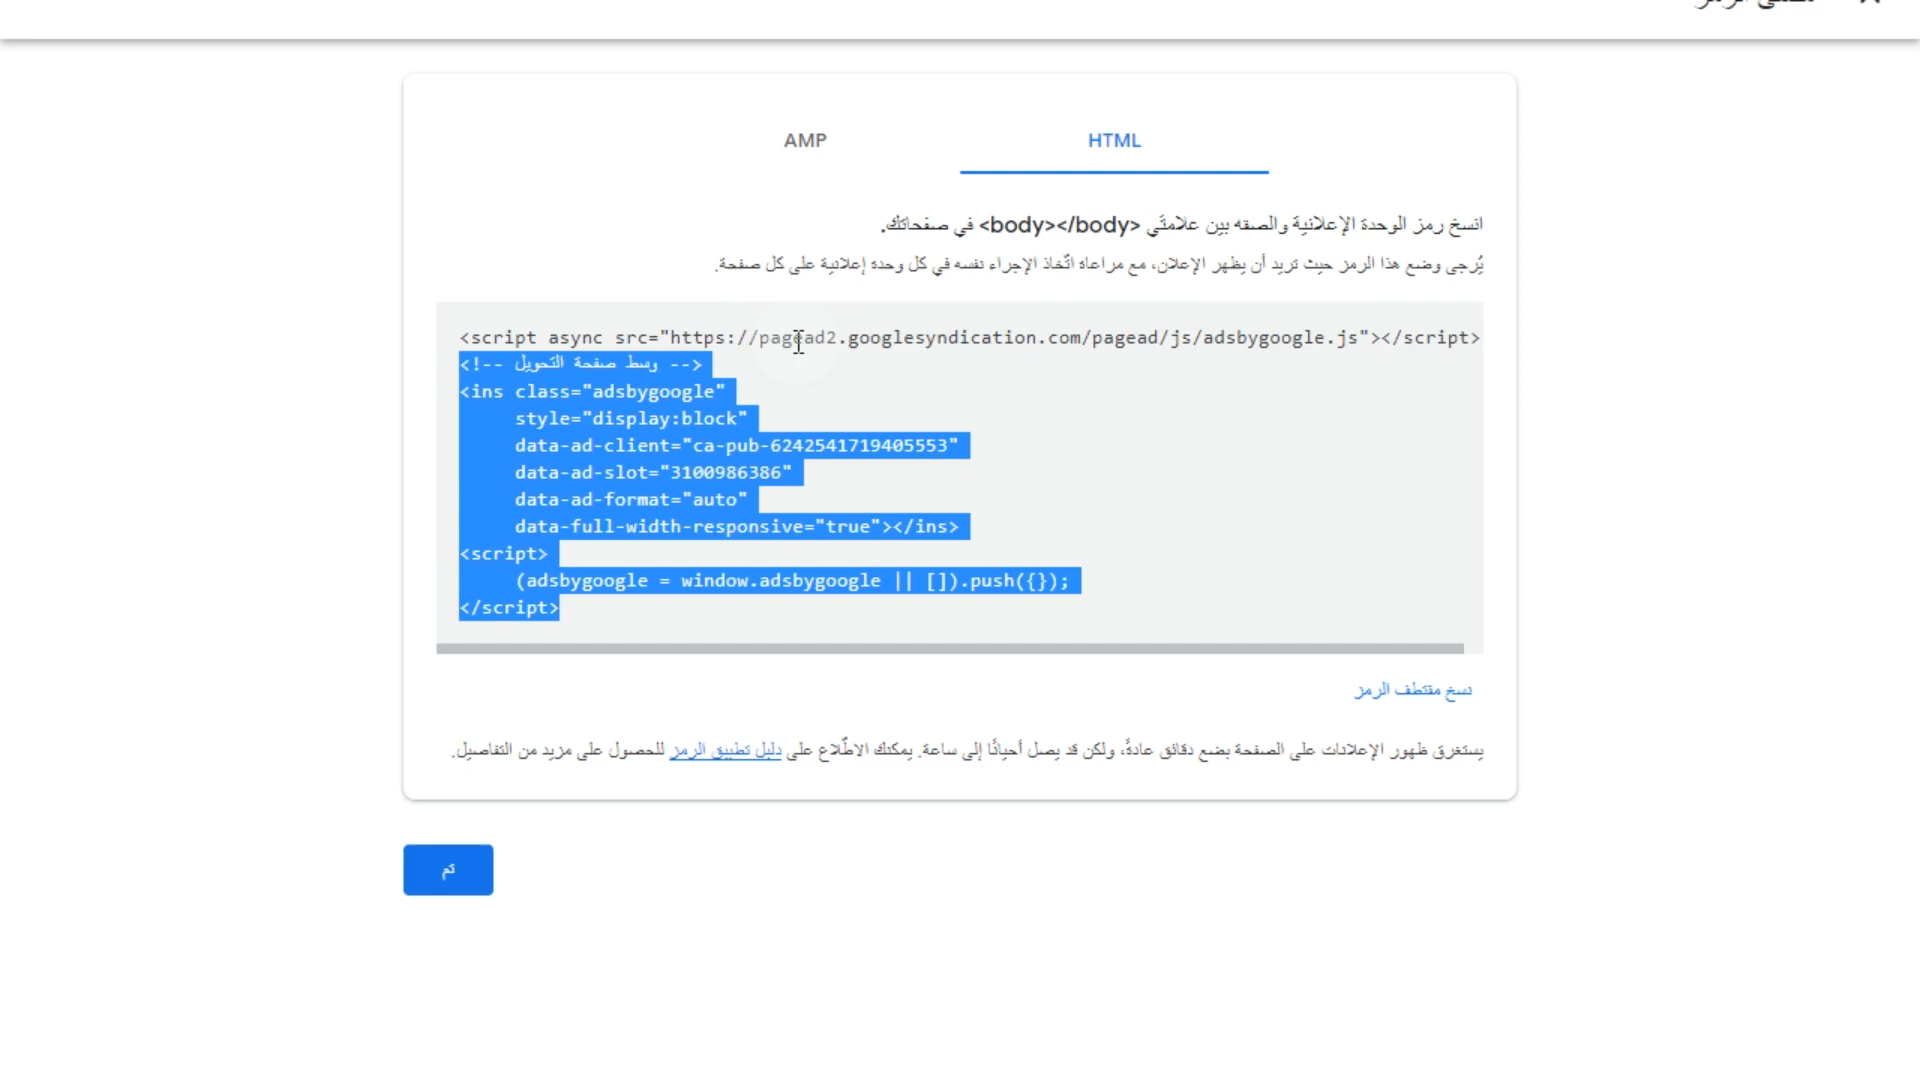 HTML
AMP
انسخ رمز الوحدة الإعلانية والصقه بين علامتَي <body></body> في صفحاتك.
يُرجى وضع هذا الرمز حيث تريد أن يظهر الإعلان، مع مراعاة اتّخاذ الإجراء نفسه في كل وحدة إعلانية على كل صفحة.
<script async src="https://pagead2.googlesyndication.com/pagead/js/adsbygoogle.js"></script>
<!-- وسط صفحة التحويل -->
<ins class="adsbygoogle"
style="display:block"
data-ad-client="ca-pub-6242541719405553"
data-ad-slot="3100986386"
data-ad-format="auto"
data-full-width-responsive="true"></ins>
<script>
(adsbygoogle = window.adsbygoogle || []).push({});
</script>
نسخ مقتطف الرمز
يستغرق ظهور الإعلانات على الصفحة بضع دقائق عادةً، ولكن قد يصل أحيانًا إلى ساعة. يمكنك الاطّلاع على دليل تطبيق الرمز للحصول على مزيد من التفاصيل.
تم